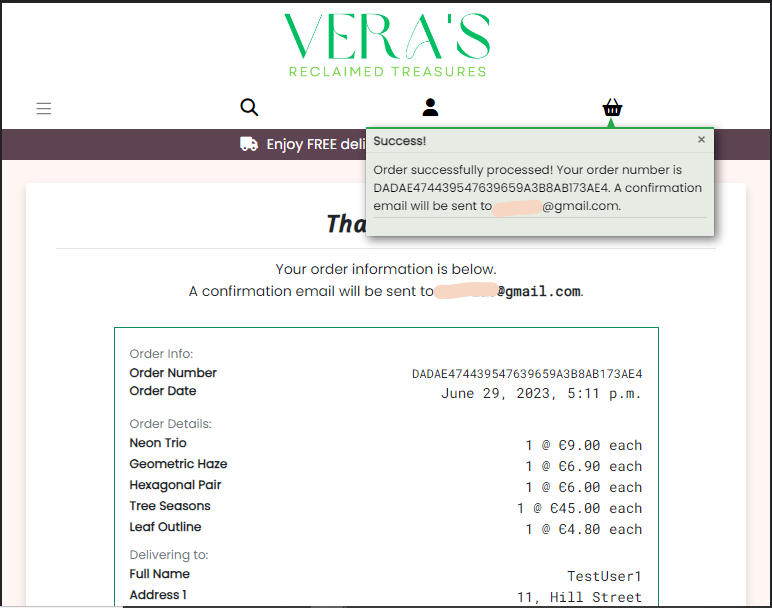 VERA'S
RECLAIMED TREASURES
Enjoy FREE deli
Success! ×
Order successfully processed! Your order number is
DADAE474439547639659A3B8AB173AE4. A confirmation
email will be sent to @gmail.com.
Tha
Your order information is below.
A confirmation email will be sent to @gmail.com.
Order Info:
Order Number DADAE474439547639659A3B8AB173AE4
Order Date June 29, 2023, 5:11 p.m.
Order Details:
Neon Trio 1 @ €9.00 each
Geometric Haze 1 @ €6.90 each
Hexagonal Pair 1 @ €6.00 each
Tree Seasons 1 @ €45.00 each
Leaf Outline 1 @ €4.80 each
Delivering to:
Full Name TestUser1
Address 1 11, Hill Street